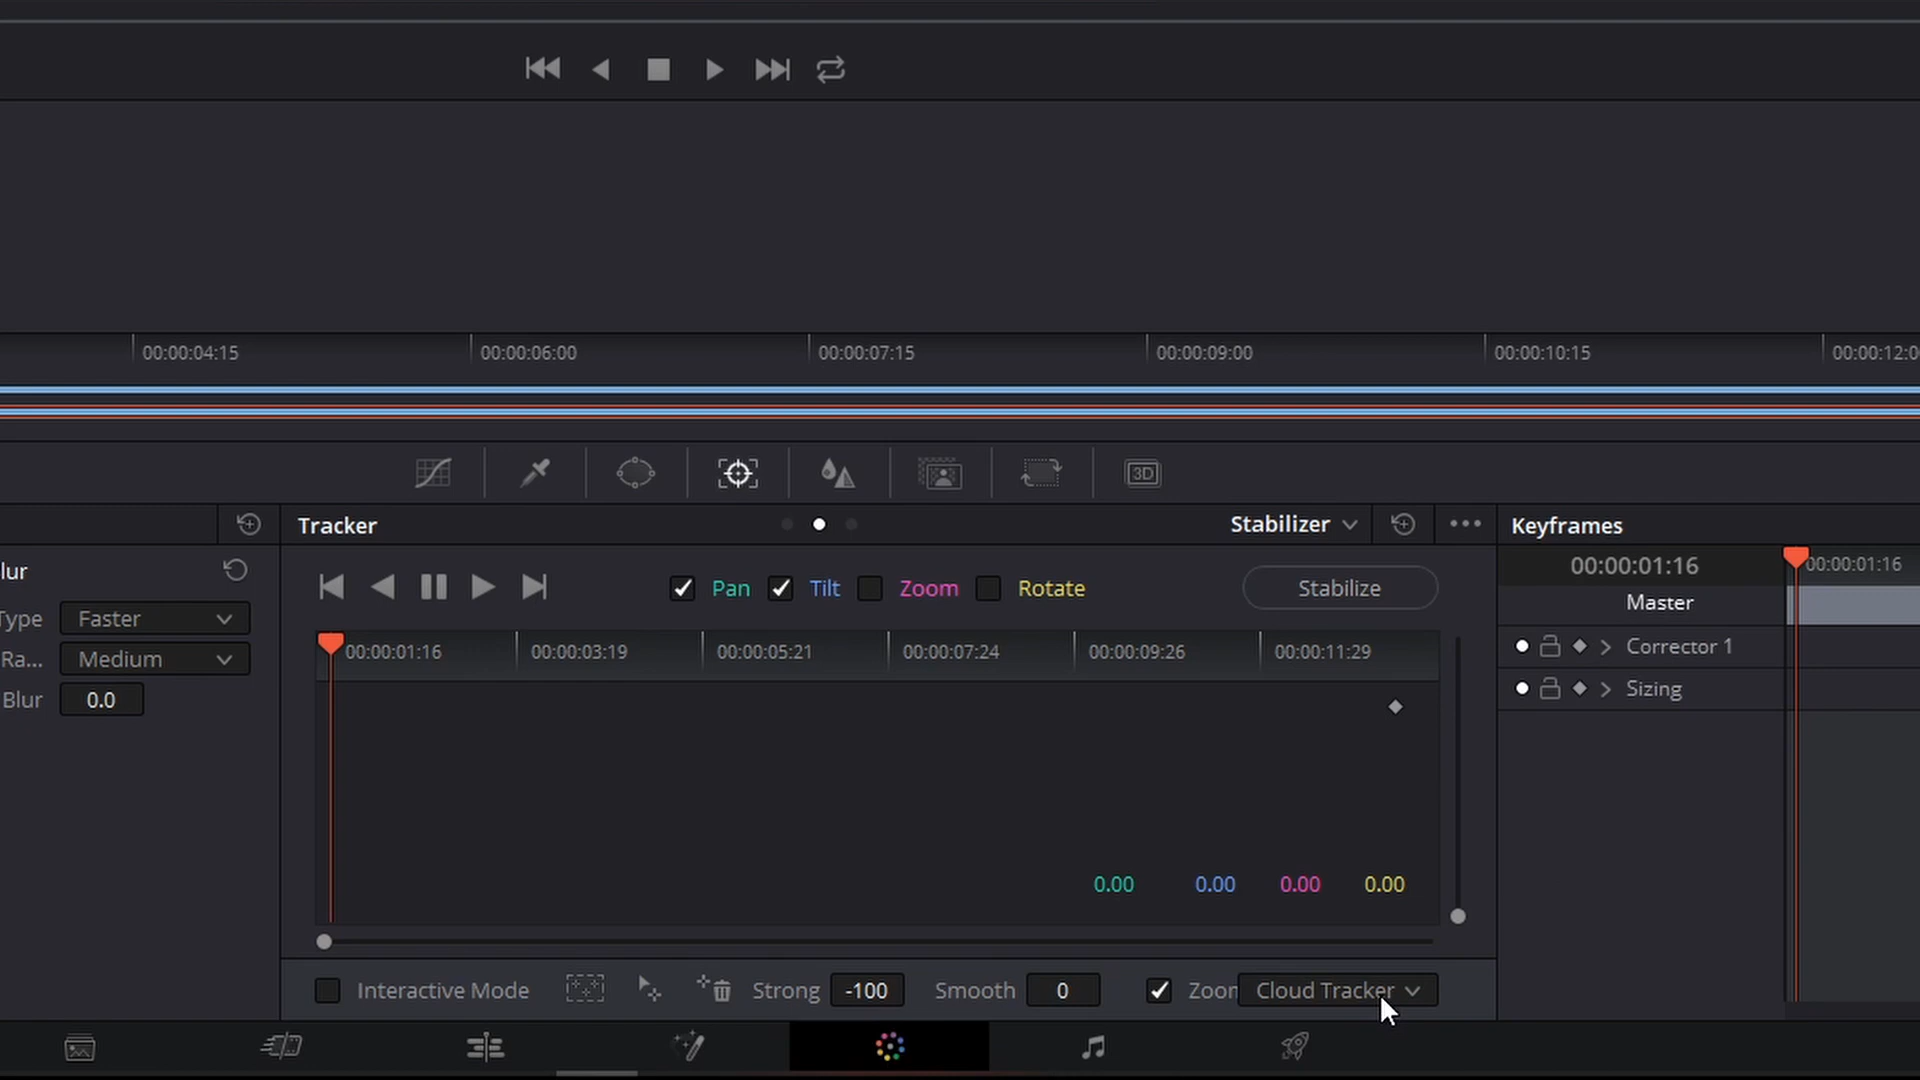 00:00:04:15 00:00:06:00 00:00:07:15 00:00:09:00 00:00:10:15 00:00:12:0
3D
Tracker Stabilizer Keyframes
lur
Type Faster
Ra... Medium
Blur 0.0
Pan Tilt Zoom Rotate Stabilize
00:00:01:16 00:00:03:19 00:00:05:21 00:00:07:24 00:00:09:26 00:00:11:29
0.00 0.00 0.00 0.00
Interactive Mode Strong -100 Smooth 0 Zoom Cloud Tracker
00:00:01:16 00:00:01:16
Master
Corrector 1
Sizing